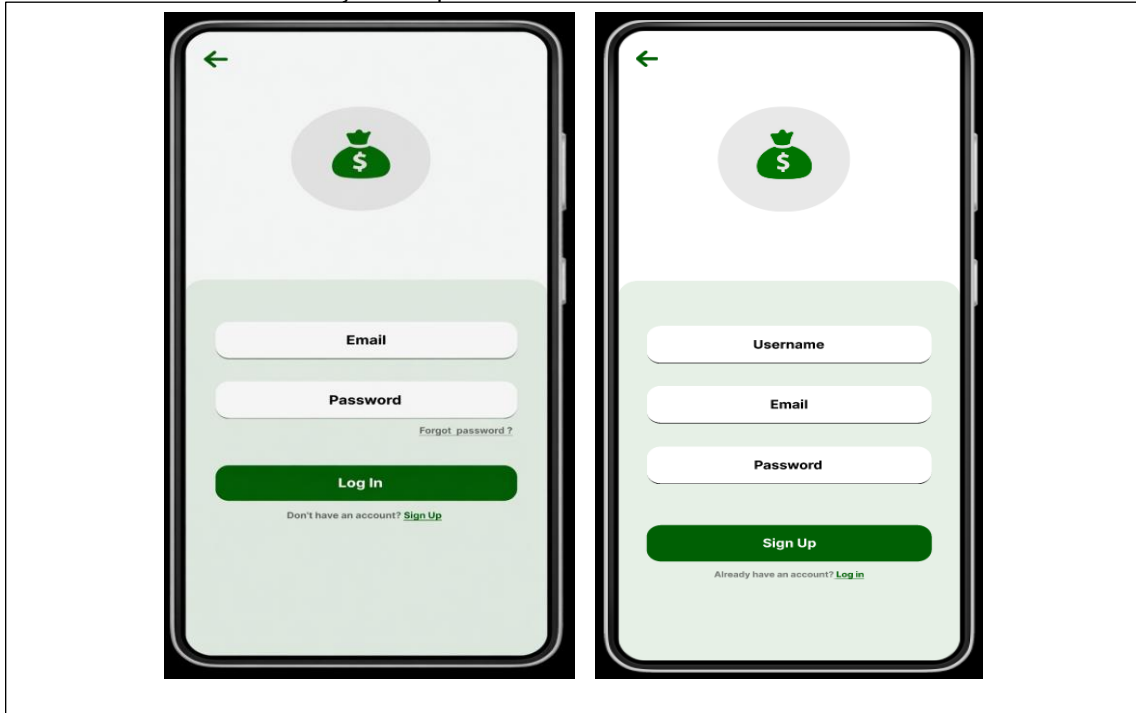 $
Email
Password
Forgot password ?
Log In
Don't have an account? Sign Up
$
Username
Email
Password
Sign Up
Already have an account? Log in